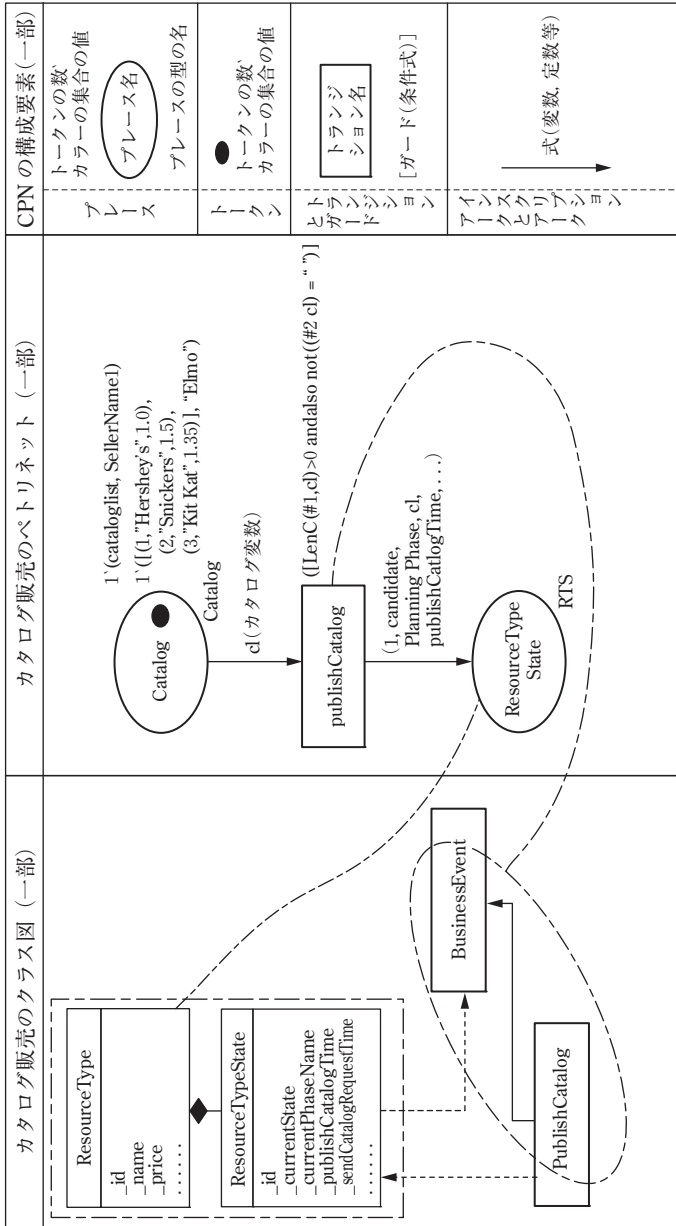 カタログ販売のクラス図（一部）
ResourceType
_id
_name
_price
.......
ResourceTypeState
_id
_currentState
_currentPhaseName
_publishCatalogTime
_sendCatalogRequestTime
.......
BusinessEvent
PublishCatalog
カタログ販売のペトリネット（一部）
Catalog
1`(cataloglist, SellerName1)
1`([(1,"Hershey's",1.0),
(2,"Snickers",1.5),
(3,"Kit Kat",1.35)], "Elmo")
Catalog
cl(カタログ変数)
publishCatalog
([LenC(#1,cl)>0 andalso not((#2 cl) = “ ”)]
(1, candidate,
Planning Phase, cl,
publishCatlogTime, . . .)
ResourceType
State
RTS
CPNの構成要素(一部)
プレース
トークンの数`
カラーの集合の値
プレース名
プレースの型の名
トークン
トークンの数`
カラーの集合の値
トランジション
とガード
トランジ
ション名
[ガード(条件式)]
インスクリプション
アークとアーク
式(変数, 定数等)